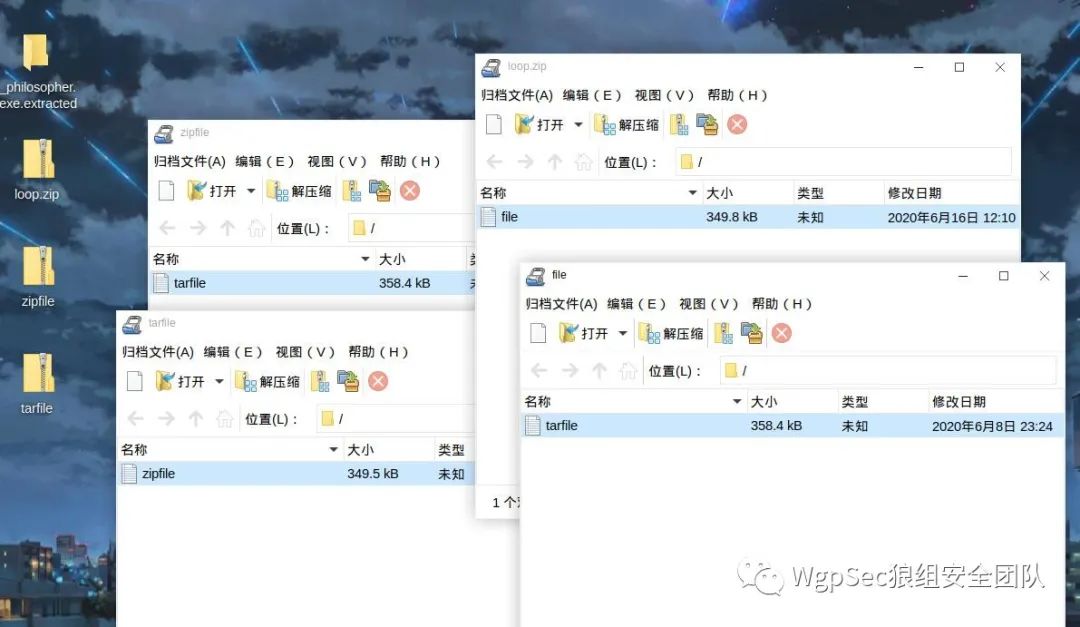 _philosopher.
exe.extracted
loop.zip
zipfile
tarfile
zipfile
归档文件(A) 编辑(E) 视图(V) 帮助(H)
打开 解压缩
位置(L)： /
名称 大小
tarfile 358.4 kB
tarfile
归档文件(A) 编辑(E) 视图(V) 帮助(H)
打开 解压缩
位置(L)： /
名称 大小 类型
zipfile 349.5 kB 未知
loop.zip
归档文件(A) 编辑(E) 视图(V) 帮助(H)
打开 解压缩
位置(L)： /
名称 大小 类型 修改日期
file 349.8 kB 未知 2020年6月16日 12:10
1 个
file
归档文件(A) 编辑(E) 视图(V) 帮助(H)
打开 解压缩
位置(L)： /
名称 大小 类型 修改日期
tarfile 358.4 kB 未知 2020年6月8日 23:24
WgpSec狼组安全团队